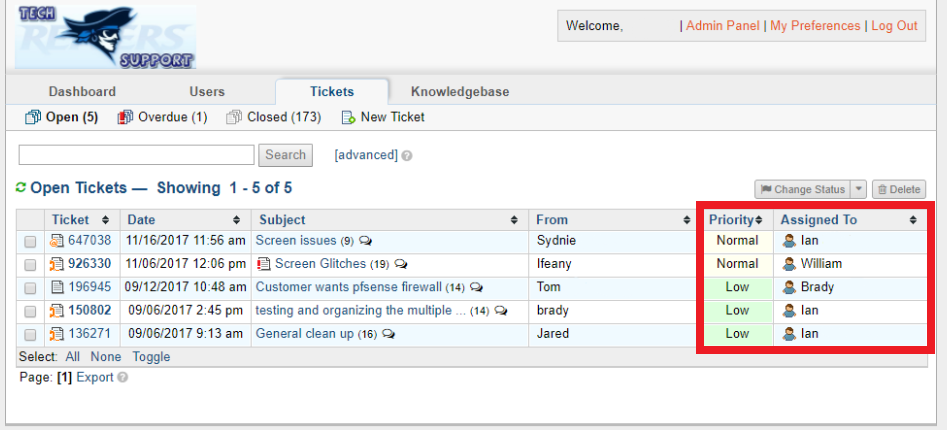 TECH
REAPERS
SUPPORT
Welcome, | Admin Panel | My Preferences | Log Out
Dashboard Users Tickets Knowledgebase
Open (5) Overdue (1) Closed (173) New Ticket
Search [advanced] ?
Open Tickets — Showing 1 - 5 of 5 Change Status Delete
Ticket Date Subject From Priority Assigned To
647038 11/16/2017 11:56 am Screen issues (9) Sydnie Normal Ian
926330 11/06/2017 12:06 pm Screen Glitches (19) Ifeany Normal William
196945 09/12/2017 10:48 am Customer wants pfsense firewall (14) Tom Low Brady
150802 09/06/2017 2:45 pm testing and organizing the multiple ... (14) brady Low Ian
136271 09/06/2017 9:13 am General clean up (16) Jared Low Ian
Select: All None Toggle
Page: [1] Export ?